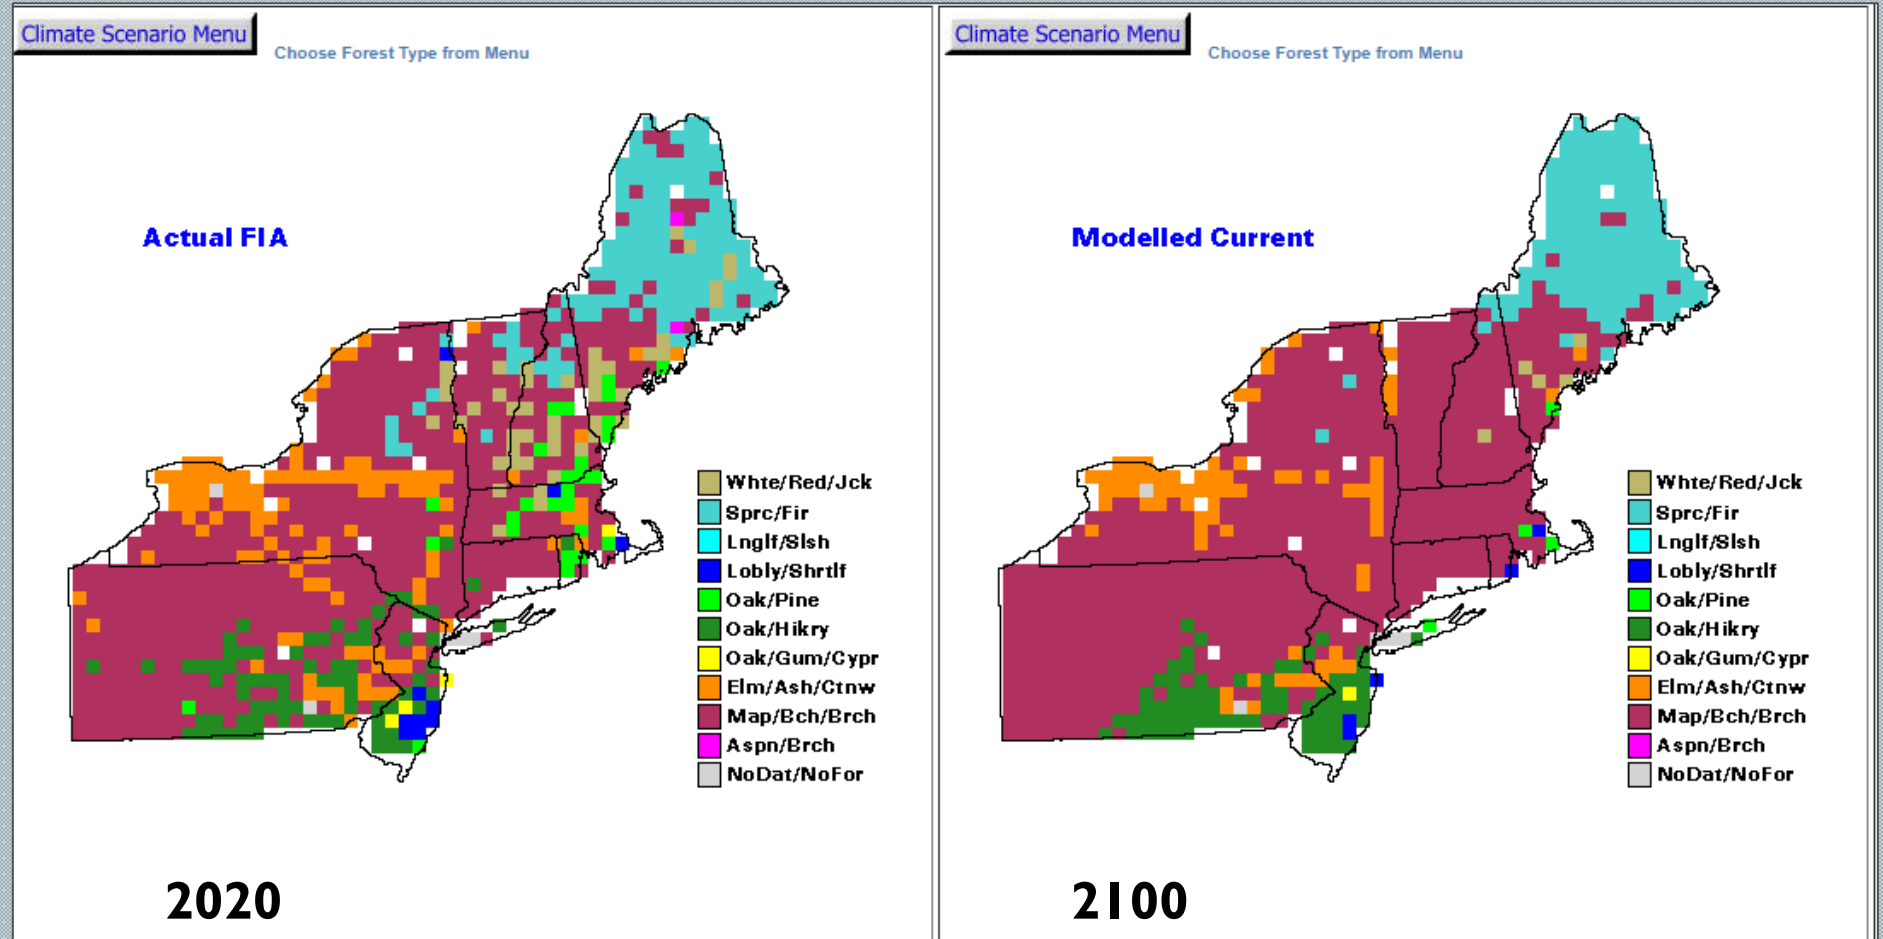 Climate Scenario Menu
Choose Forest Type from Menu
Actual FIA
Whte/Red/Jck
Sprc/Fir
Lnglf/Slsh
Lobly/Shrtlf
Oak/Pine
Oak/Hikry
Oak/Gum/Cypr
Elm/Ash/Ctnw
Map/Bch/Brch
Aspn/Brch
NoDat/NoFor
2020
Climate Scenario Menu
Choose Forest Type from Menu
Modelled Current
Whte/Red/Jck
Sprc/Fir
Lnglf/Slsh
Lobly/Shrtlf
Oak/Pine
Oak/Hikry
Oak/Gum/Cypr
Elm/Ash/Ctnw
Map/Bch/Brch
Aspn/Brch
NoDat/NoFor
2100